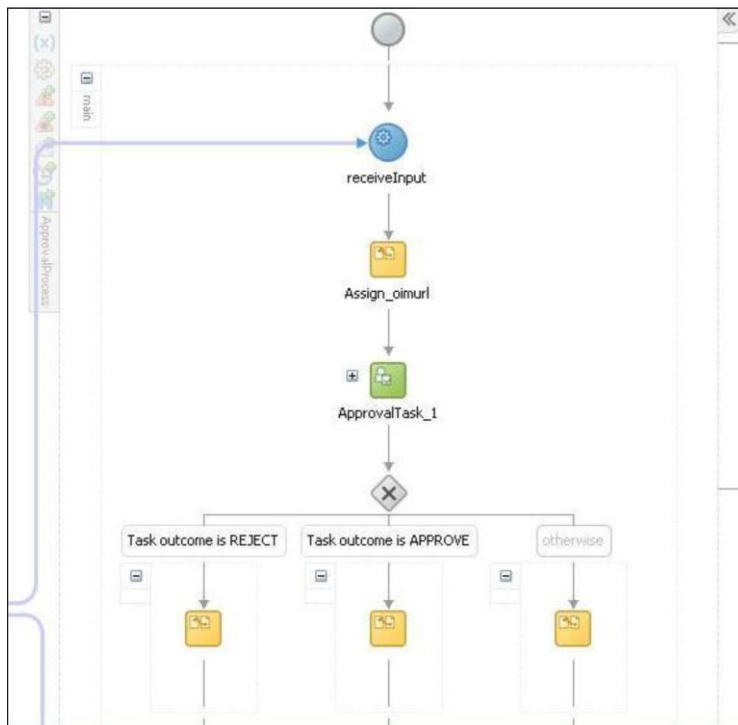 (x)
main
receiveInput
ApprovalProcess
Assign_oimurl
ApprovalTask_1
Task outcome is REJECT
Task outcome is APPROVE
otherwise